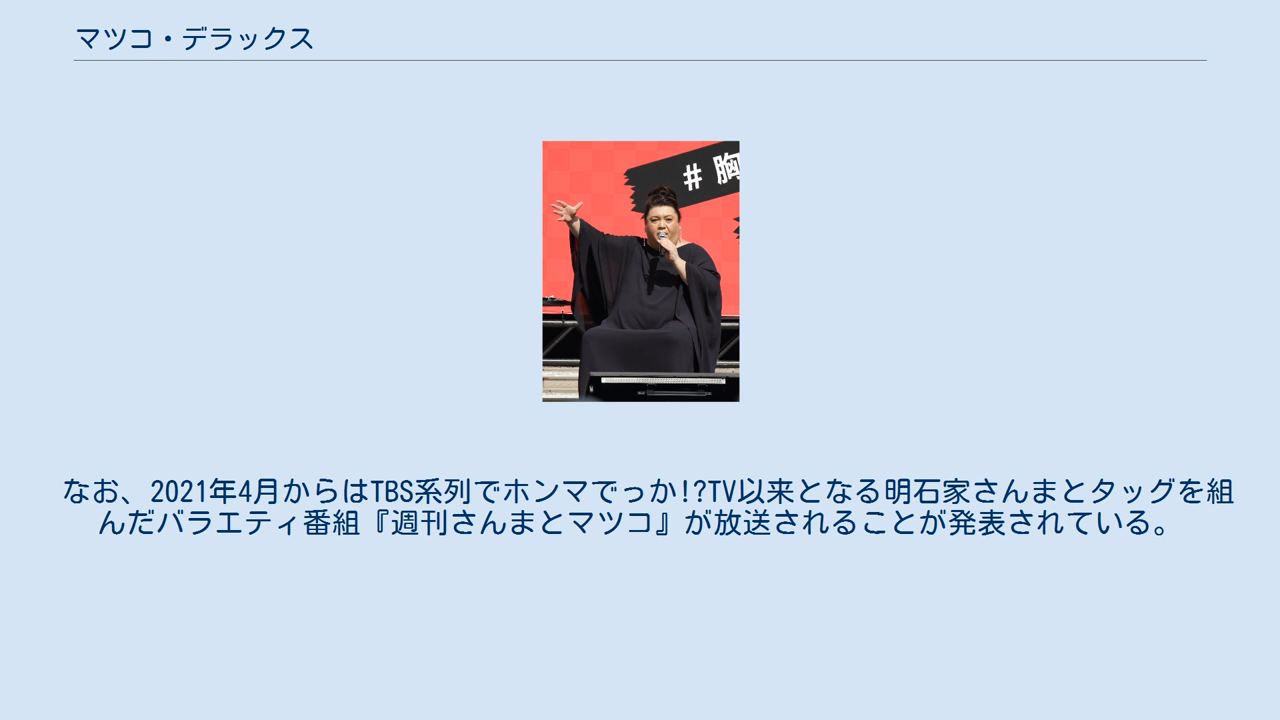 マツコ・デラックス
# 胸
なお、2021年4月からはTBS系列でホンマでっか!?TV以来となる明石家さんまとタッグを組
んだバラエティ番組『週刊さんまとマツコ』が放送されることが発表されている。